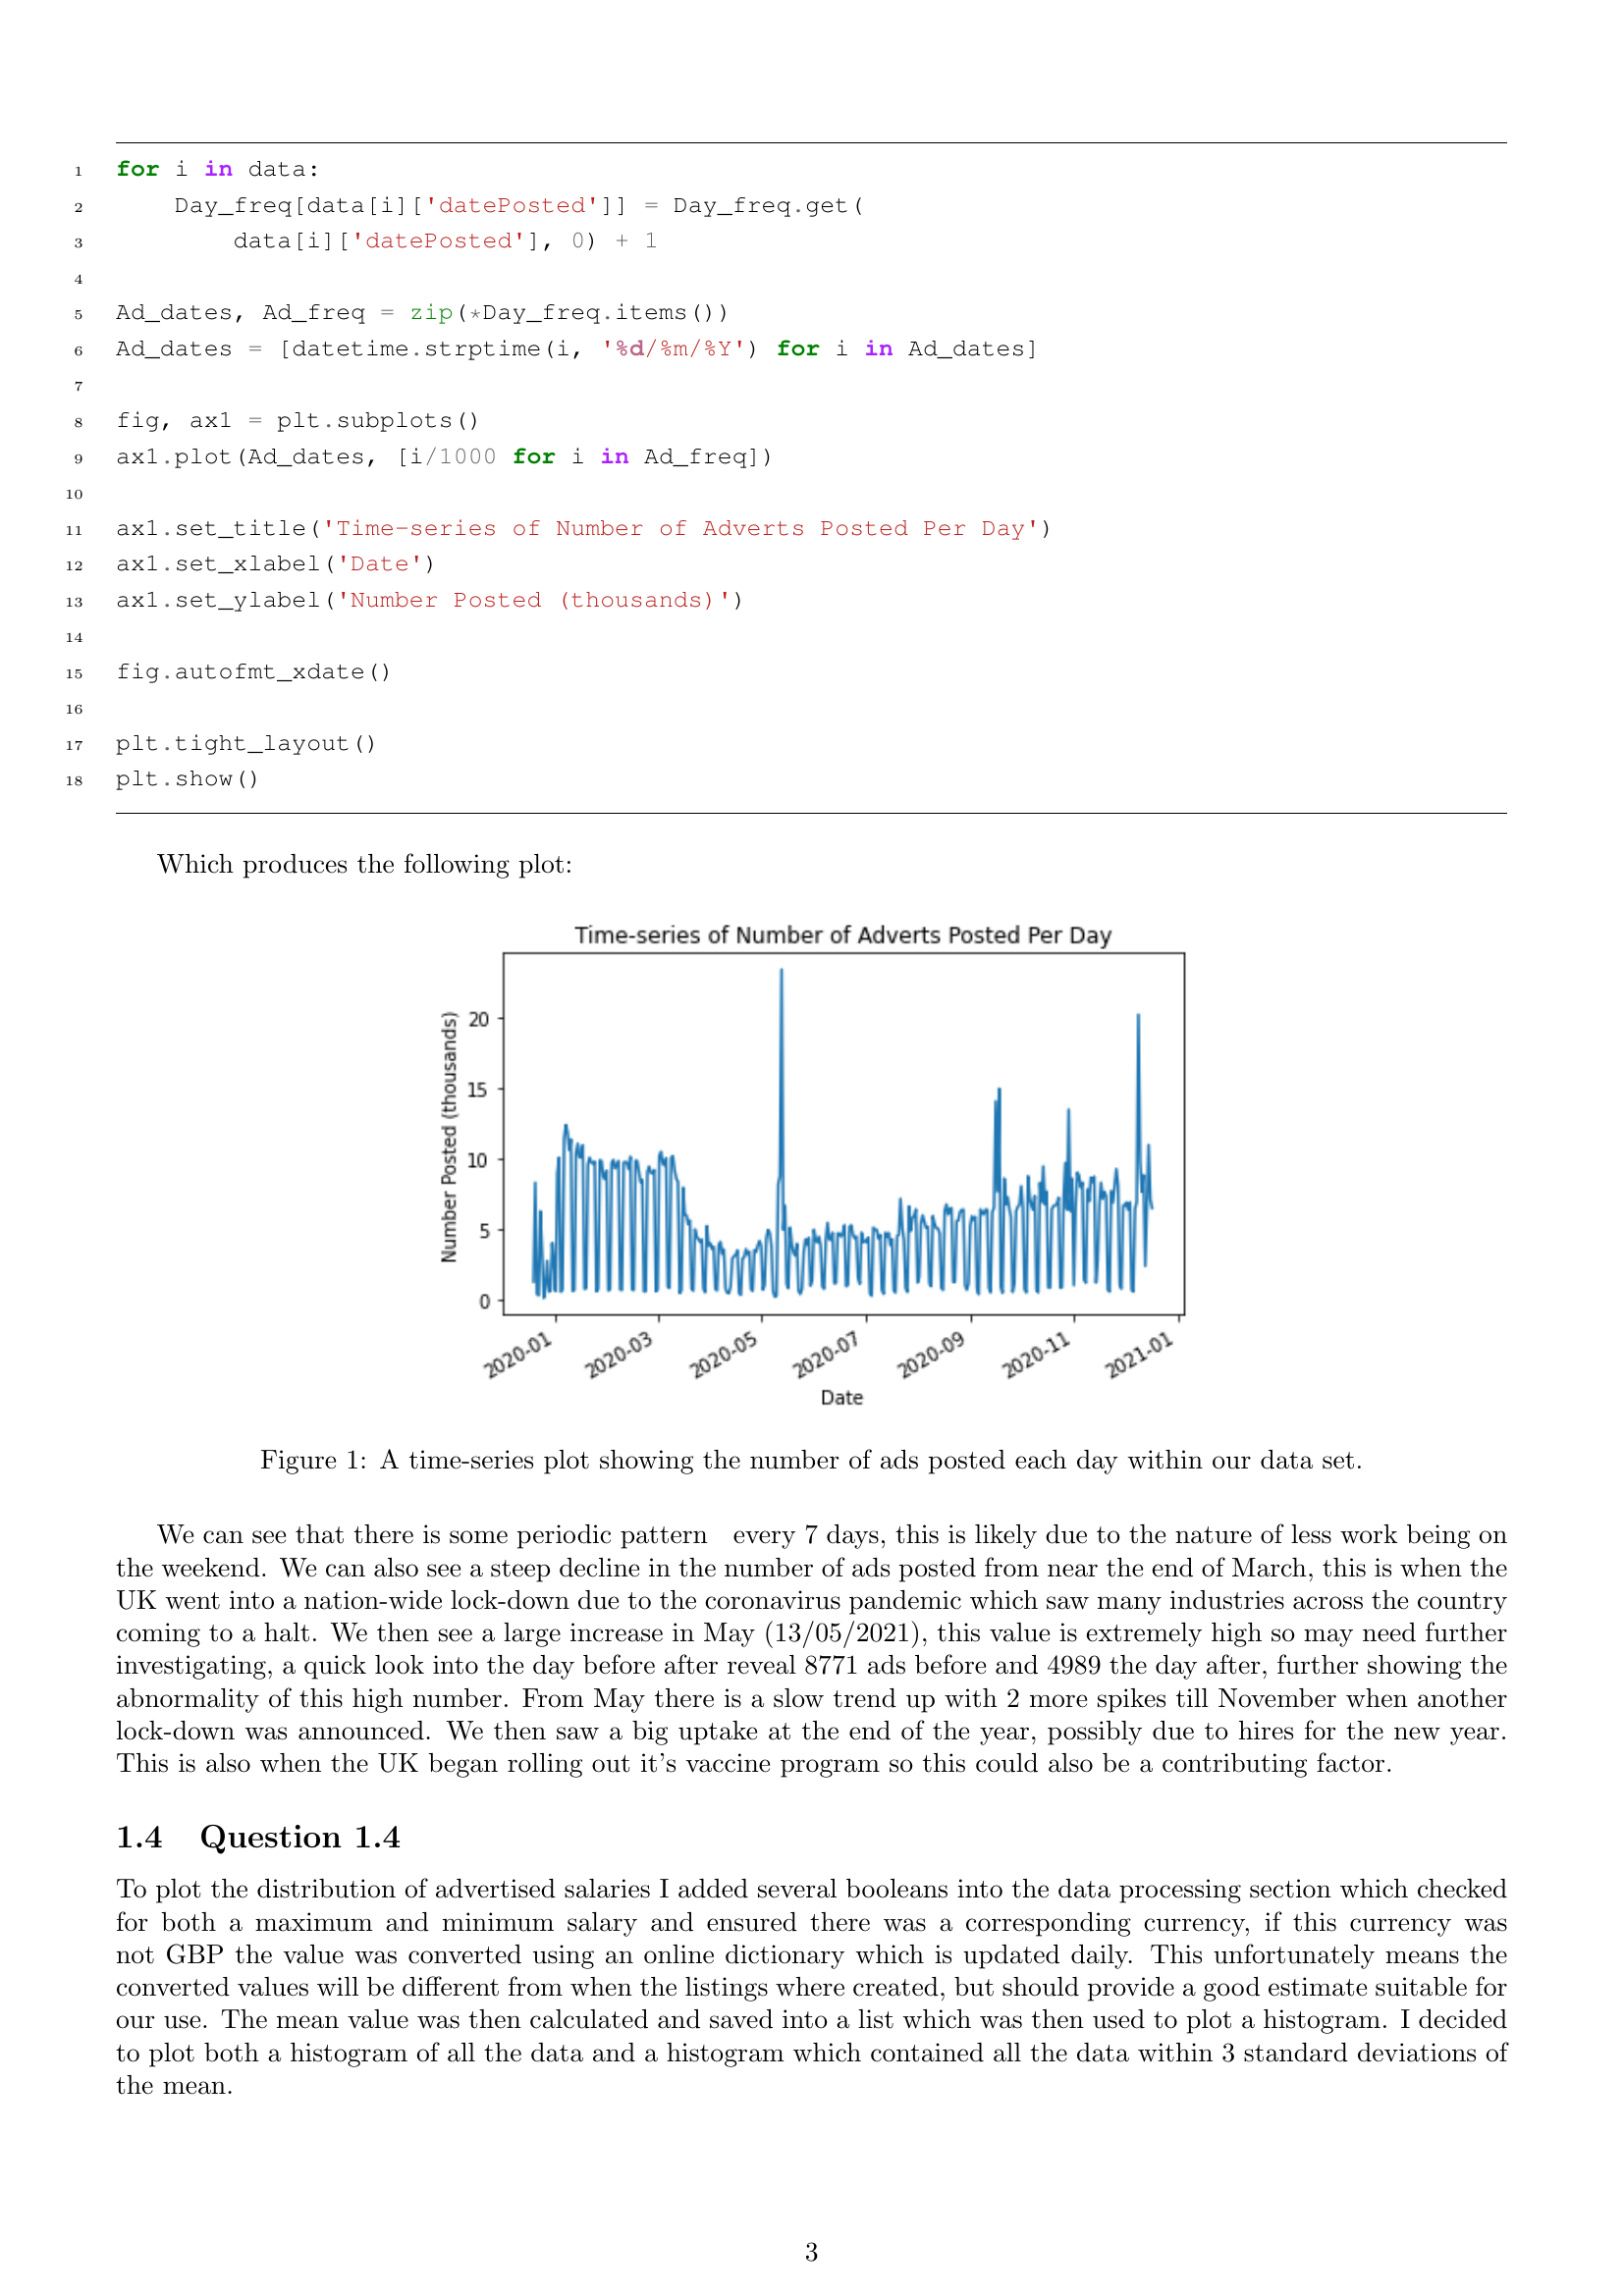 1 for i in data:
2     Day_freq[data[i]['datePosted']] = Day_freq.get(
3         data[i]['datePosted'], 0) + 1
4
5 Ad_dates, Ad_freq = zip(*Day_freq.items())
6 Ad_dates = [datetime.strptime(i, '%d/%m/%Y') for i in Ad_dates]
7
8 fig, ax1 = plt.subplots()
9 ax1.plot(Ad_dates, [i/1000 for i in Ad_freq])
10
11 ax1.set_title('Time-series of Number of Adverts Posted Per Day')
12 ax1.set_xlabel('Date')
13 ax1.set_ylabel('Number Posted (thousands)')
14
15 fig.autofmt_xdate()
16
17 plt.tight_layout()
18 plt.show()
Which produces the following plot:
Time-series of Number of Adverts Posted Per Day
Number Posted (thousands)
20
15
10
5
0
2020-01 2020-03 2020-05 2020-07 2020-09 2020-11 2021-01
Date
Figure 1: A time-series plot showing the number of ads posted each day within our data set.
We can see that there is some periodic pattern every 7 days, this is likely due to the nature of less work being on
the weekend. We can also see a steep decline in the number of ads posted from near the end of March, this is when the
UK went into a nation-wide lock-down due to the coronavirus pandemic which saw many industries across the country
coming to a halt. We then see a large increase in May (13/05/2021), this value is extremely high so may need further
investigating, a quick look into the day before after reveal 8771 ads before and 4989 the day after, further showing the
abnormality of this high number. From May there is a slow trend up with 2 more spikes till November when another
lock-down was announced. We then saw a big uptake at the end of the year, possibly due to hires for the new year.
This is also when the UK began rolling out it's vaccine program so this could also be a contributing factor.
1.4 Question 1.4
To plot the distribution of advertised salaries I added several booleans into the data processing section which checked
for both a maximum and minimum salary and ensured there was a corresponding currency, if this currency was
not GBP the value was converted using an online dictionary which is updated daily. This unfortunately means the
converted values will be different from when the listings where created, but should provide a good estimate suitable for
our use. The mean value was then calculated and saved into a list which was then used to plot a histogram. I decided
to plot both a histogram of all the data and a histogram which contained all the data within 3 standard deviations of
the mean.
3